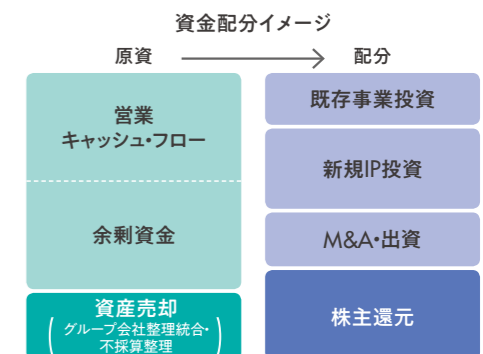 資金配分イメージ
原資
配分
営業
キャッシュ・フロー
余剰資金
資産売却
(グループ会社整理統合・
不採算整理)
既存事業投資
新規IP投資
M&A・出資
株主還元